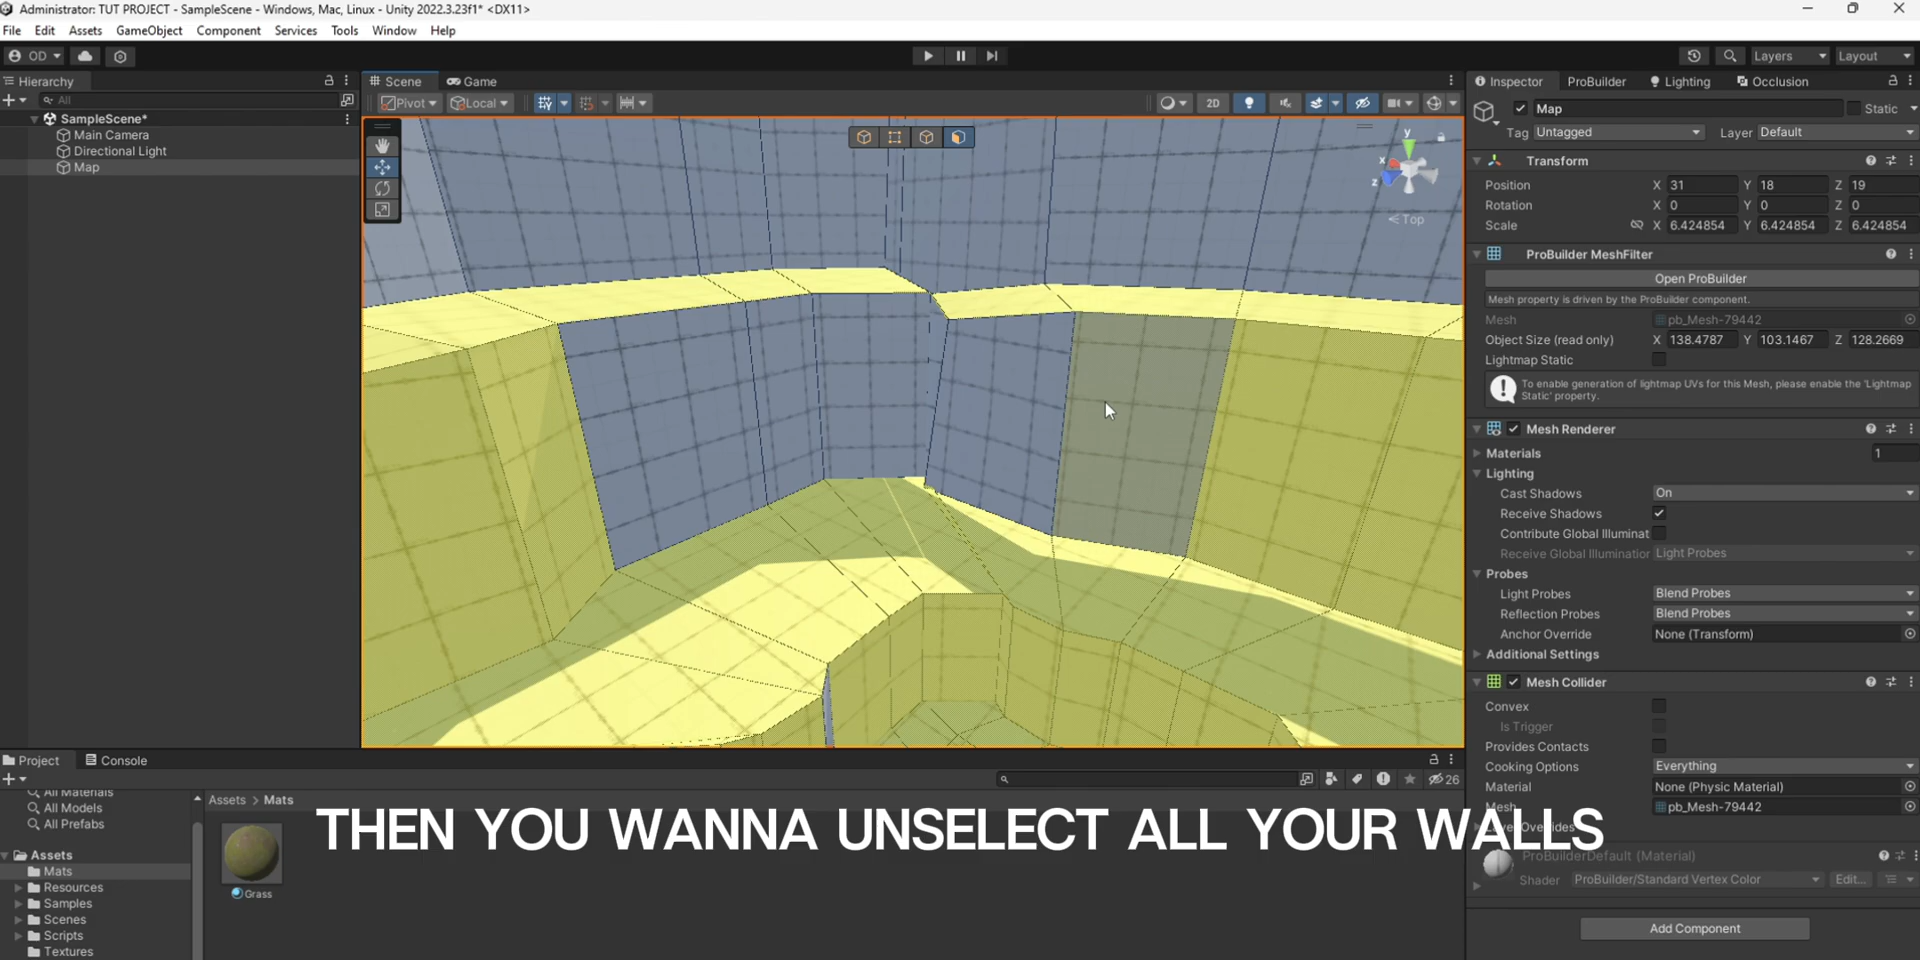 Administrator: TUT PROJECT - SampleScene - Windows, Mac, Linux - Unity 2022.3.23f1* <DX11>
File Edit Assets GameObject Component Services Tools Window Help
OD Layers Layout
Hierarchy
All
SampleScene*
Main Camera
Directional Light
Map
Scene Game
Pivot Local 2D
y
x
z
Top
Inspector ProBuilder Lighting Occlusion
Map Static
Tag Untagged Layer Default
Transform
Position X 31 Y 18 Z 19
Rotation X 0 Y 0 Z 0
Scale X 6.424854 Y 6.424854 Z 6.424854
ProBuilder MeshFilter
Open ProBuilder
Mesh property is driven by the ProBuilder component.
Mesh pb_Mesh-79442
Object Size (read only) X 138.4787 Y 103.1467 Z 128.2669
Lightmap Static
To enable generation of lightmap UVs for this Mesh, please enable the 'Lightmap
Static' property.
Mesh Renderer
Materials 1
Lighting
Cast Shadows On
Receive Shadows
Contribute Global Illuminat
Receive Global Illumination Light Probes
Probes
Light Probes Blend Probes
Reflection Probes Blend Probes
Anchor Override None (Transform)
Additional Settings
Mesh Collider
Convex
Is Trigger
Provides Contacts
Cooking Options Everything
Material None (Physic Material)
Mesh pb_Mesh-79442
Layer Overrides
ProBuilderDefault (Material)
Shader ProBuilder/Standard Vertex Color Edit...
Add Component
Project Console
26
All Materials
All Models
All Prefabs
Assets
Mats
Resources
Samples
Scenes
Scripts
Textures
Assets > Mats
Grass
THEN YOU WANNA UNSELECT ALL YOUR WALLS